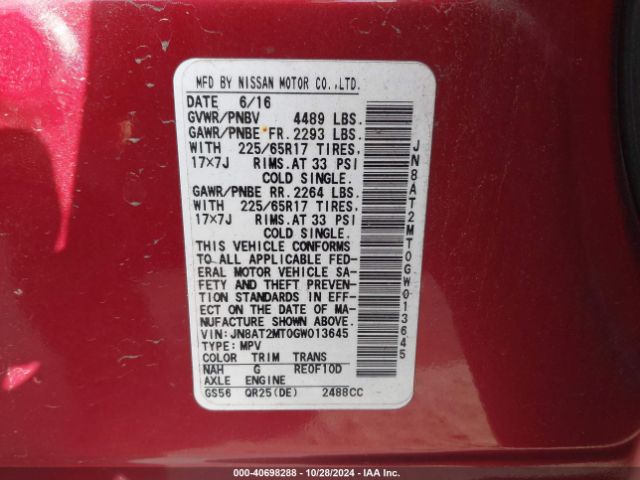 MFD BY NISSAN MOTOR CO.,LTD.
DATE 6/16
GVWR/PNBV 4489 LBS.
GAWR/PNBE FR. 2293 LBS.
WITH 225/65R17 TIRES,
17×7J RIMS.AT 33 PSI
COLD SINGLE.
GAWR/PNBE RR. 2264 LBS.
WITH 225/65R17 TIRES,
17×7J RIMS.AT 33 PSI
COLD SINGLE.
THIS VEHICLE CONFORMS
TO ALL APPLICABLE FED-
ERAL MOTOR VEHICLE SA-
FETY AND THEFT PREVEN-
TION STANDARDS IN EFF-
ECT ON THE DATE OF MA-
NUFACTURE SHOWN ABOVE.
VIN:JN8AT2MT0GW013645
TYPE: MPV
COLOR TRIM TRANS
NAH G RE0F10D
AXLE ENGINE
GS56 QR25(DE) 2488CC
JN8AT2MT0GW013645
000-40698288 - 10/28/2024 - IAA Inc.